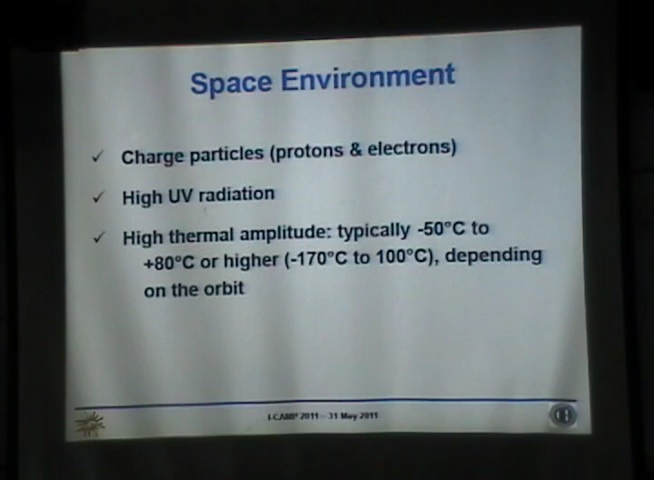 Space Environment
✓ Charge particles (protons & electrons)
✓ High UV radiation
✓ High thermal amplitude: typically -50°C to
+80°C or higher (-170°C to 100°C), depending
on the orbit
2011 - 31 May 2011